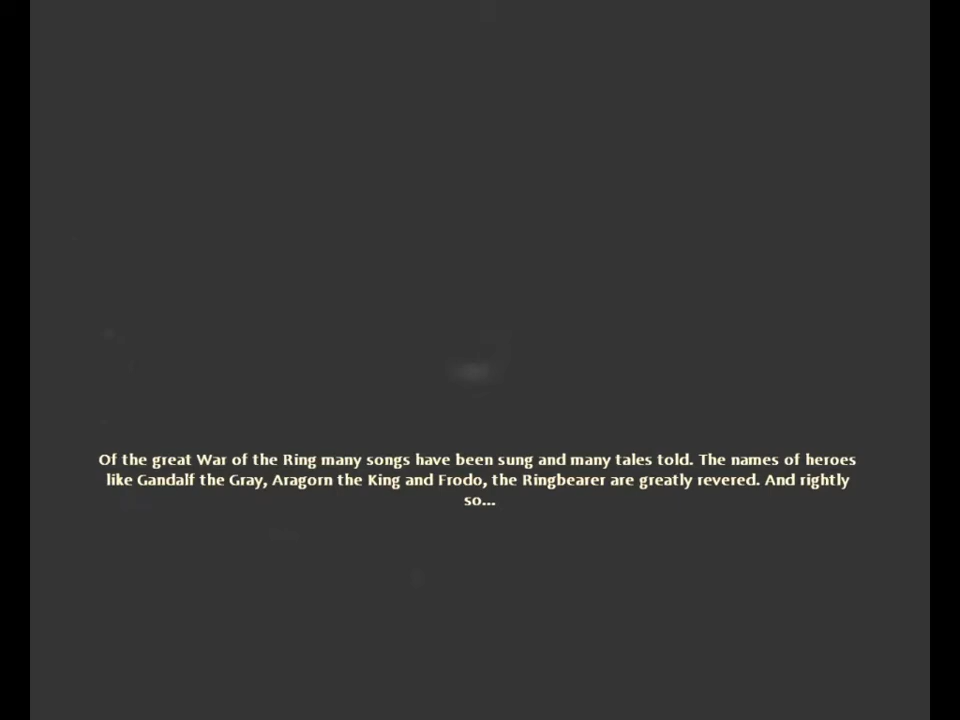 Of the great War of the Ring many songs have been sung and many tales told. The names of heroes
like Gandalf the Gray, Aragorn the King and Frodo, the Ringbearer are greatly revered. And rightly
so...